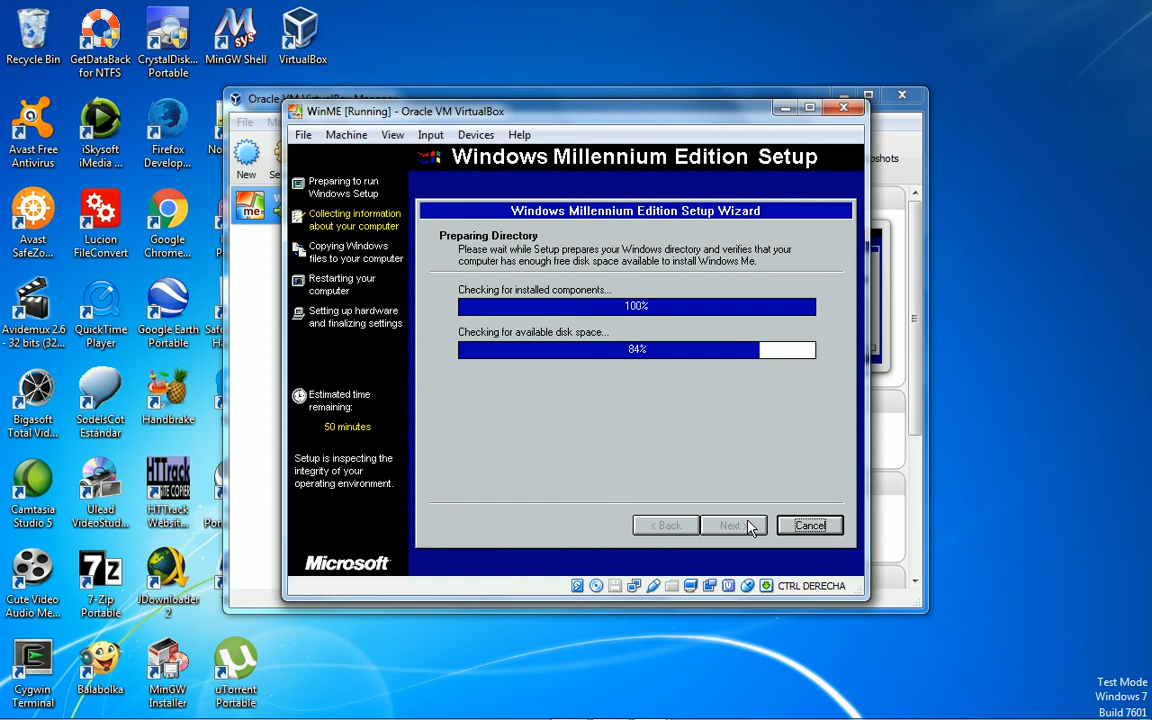 Recycle Bin
GetDataBack
for NTFS
CrystalDisk...
Portable
MinGW Shell
VirtualBox
Avast Free
Antivirus
iSkysoft
iMedia ...
Firefox
Develop...
Avast
SafeZo...
Lucion
FileConvert
Google
Chrome...
Avidemux 2.6
- 32 bits (32...
QuickTime
Player
Google Earth
Portable
Bigasoft
Total Vid...
SodelsCot
Estándar
Handbrake
Camtasia
Studio 5
Ulead
VideoStud...
HTTrack
Websit...
Cute Video
Audio Me...
7-Zip
Portable
JDownloader
2
Cygwin
Terminal
Balabolka
MinGW
Installer
uTorrent
Portable
Oracle
File
New
WinME [Running] - Oracle VM VirtualBox
File Machine View Input Devices Help
Windows Millennium Edition Setup
Preparing to run
Windows Setup
Collecting information
about your computer
Copying Windows
files to your computer
Restarting your
computer
Setting up hardware
and finalizing settings
Estimated time
remaining:
50 minutes
Setup is inspecting the
integrity of your
operating environment.
Microsoft
Windows Millennium Edition Setup Wizard
Preparing Directory
Please wait while Setup prepares your Windows directory and verifies that your
computer has enough free disk space available to install Windows Me.
Checking for installed components...
100%
Checking for available disk space...
84%
< Back
Next >
Cancel
CTRL DERECHA
Test Mode
Windows 7
Build 7601